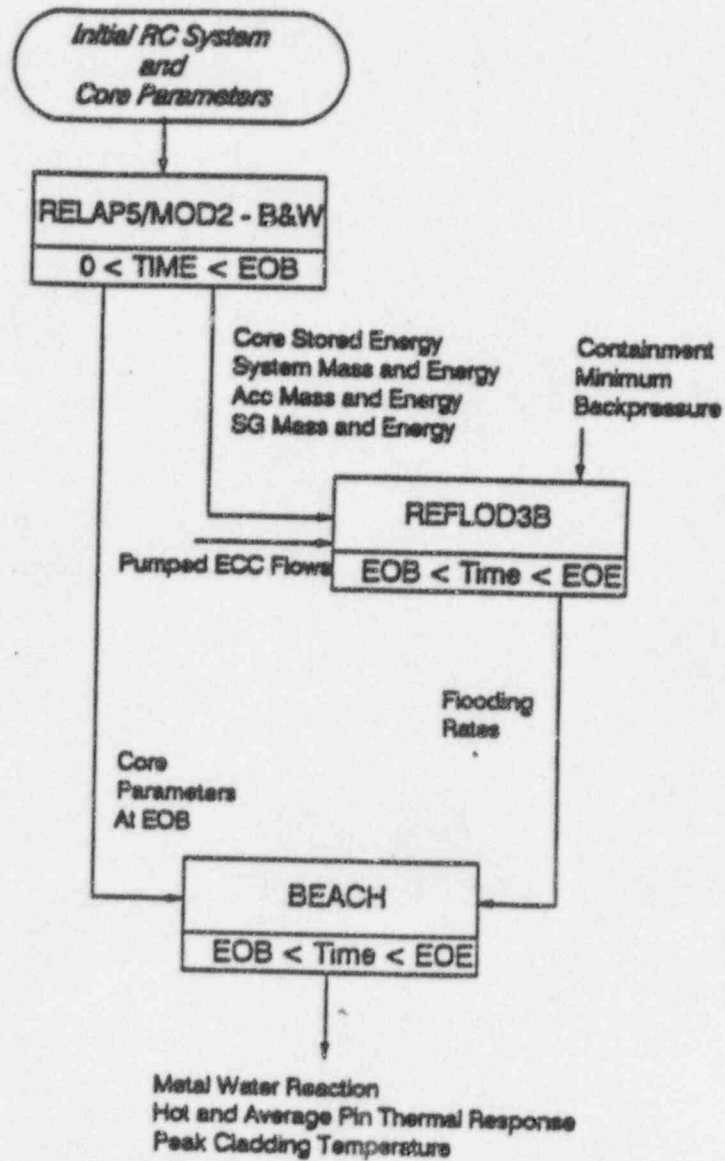 Initial RC System
and
Core Parameters
RELAP5/MOD2 - B&W
0 < TIME < EOB
Core Stored Energy
System Mass and Energy
Acc Mass and Energy
SG Mass and Energy
Containment
Minimum
Backpressure
REFLOD3B
EOB < Time < EOE
Pumped ECC Flows
Flooding
Rates
Core
Parameters
At EOB
BEACH
EOB < Time < EOE
Metal Water Reaction
Hot and Average Pin Thermal Response
Peak Cladding Temperature